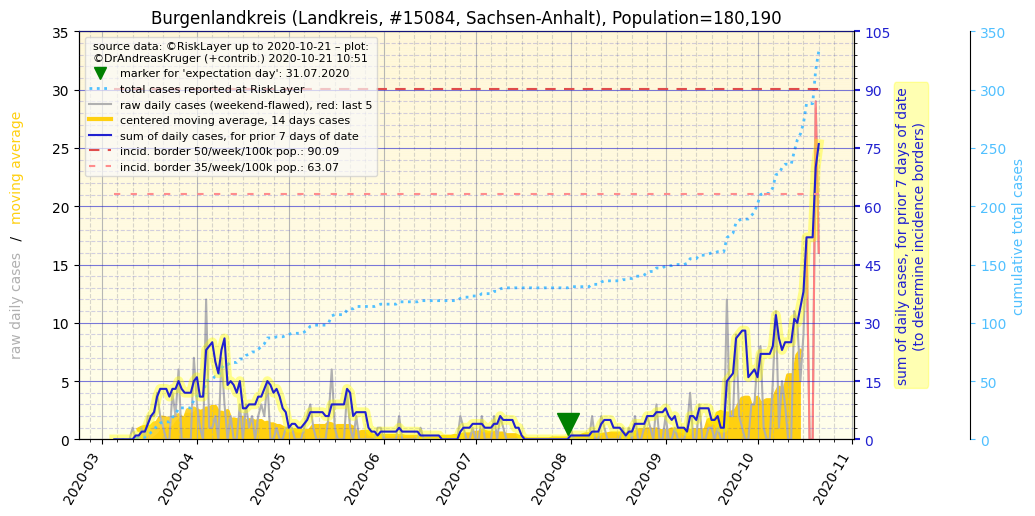 Burgenlandkreis (Landkreis, #15084, Sachsen-Anhalt), Population=180,190
source data: ©RiskLayer up to 2020-10-21 – plot:
©DrAndreasKruger (+contrib.) 2020-10-21 10:51
marker for 'expectation day': 31.07.2020
total cases reported at RiskLayer
raw daily cases (weekend-flawed), red: last 5
centered moving average, 14 days cases
sum of daily cases, for prior 7 days of date
incid. border 50/week/100k pop.: 90.09
incid. border 35/week/100k pop.: 63.07
raw daily cases / moving average
35
30
25
20
15
10
5
0
2020-03
2020-04
2020-05
2020-06
2020-07
2020-08
2020-09
2020-10
2020-11
105
90
75
60
45
30
15
0
sum of daily cases, for prior 7 days of date
(to determine incidence borders)
350
300
250
200
150
100
50
0
cumulative total cases